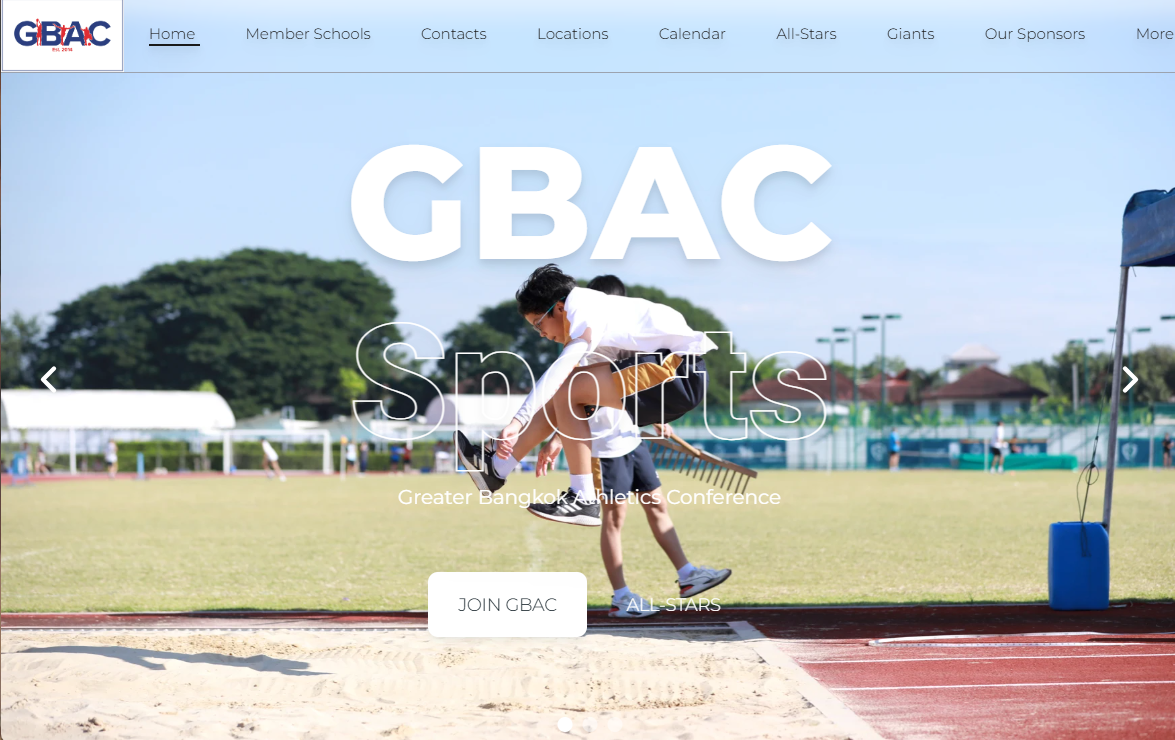 GBAC
Est. 2014
Home
Member Schools
Contacts
Locations
Calendar
All-Stars
Giants
Our Sponsors
More
GBAC
Sports
Greater Bangkok Athletics Conference
JOIN GBAC
ALL-STARS